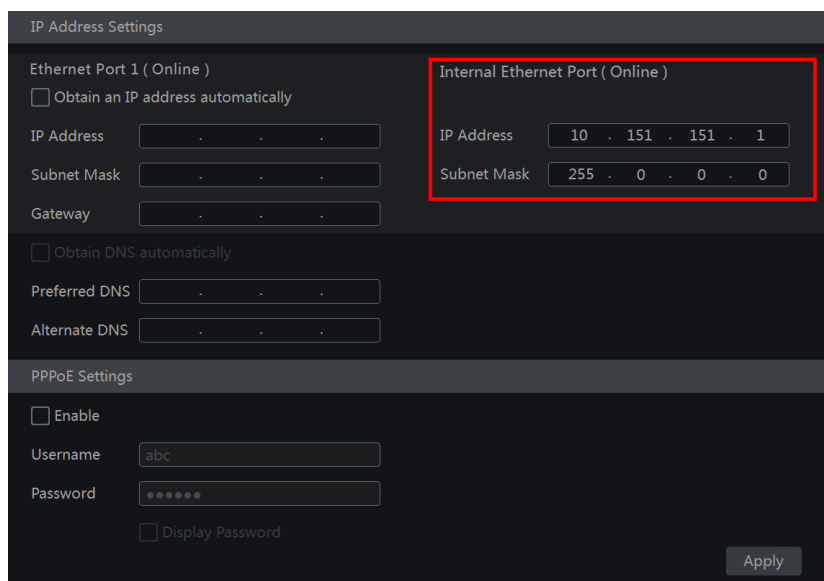 IP Address Settings
Ethernet Port 1 ( Online )
Obtain an IP address automatically
IP Address . . .
Subnet Mask . . .
Gateway . . .
Internal Ethernet Port ( Online )
IP Address 10 . 151 . 151 . 1
Subnet Mask 255 . 0 . 0 . 0
Obtain DNS automatically
Preferred DNS . . .
Alternate DNS . . .
PPPoE Settings
Enable
Username abc
Password ●●●●●●
Display Password
Apply